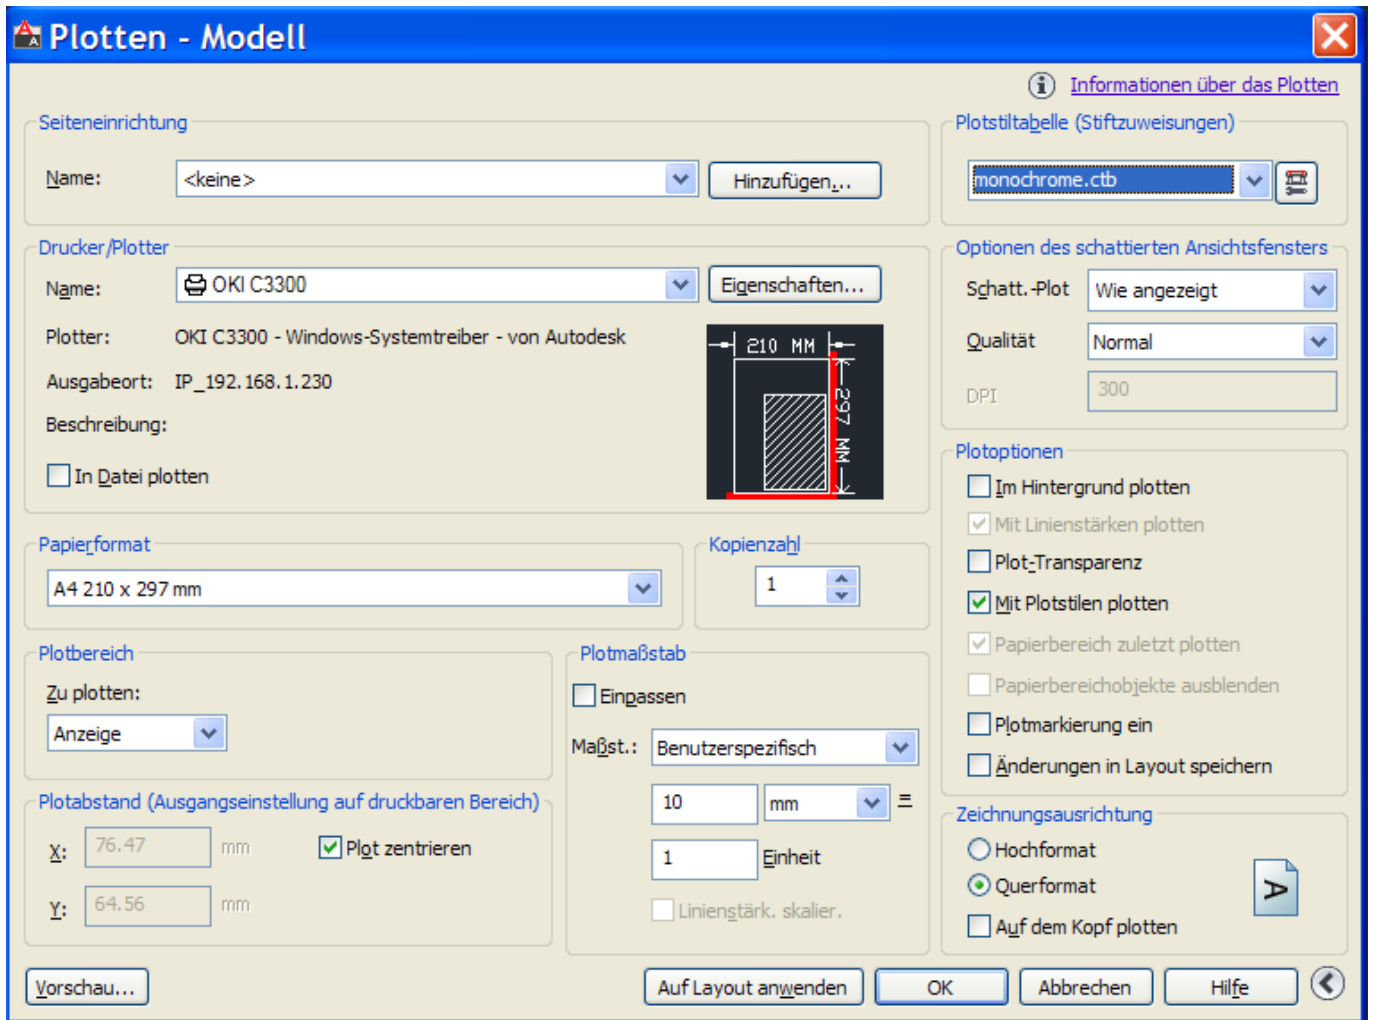 Plotten - Modell
Informationen über das Plotten
Seiteneinrichtung
Name: <keine> Hinzufügen...
Plotstiltabelle (Stiftzuweisungen)
monochrome.ctb
Drucker/Plotter
Name: OKI C3300 Eigenschaften...
Plotter: OKI C3300 - Windows-Systemtreiber - von Autodesk
Ausgabeort: IP_192.168.1.230
Beschreibung:
In Datei plotten
210 MM
297 MM
Optionen des schattierten Ansichtsfensters
Schatt.-Plot Wie angezeigt
Qualität Normal
DPI 300
Papierformat
A4 210 x 297 mm
Kopienzahl
1
Plotoptionen
Im Hintergrund plotten
Mit Linienstärken plotten
Plot-Transparenz
Mit Plotstilen plotten
Papierbereich zuletzt plotten
Papierbereichobjekte ausblenden
Plotmarkierung ein
Änderungen in Layout speichern
Plotbereich
Zu plotten:
Anzeige
Plotmaßstab
Einpassen
Maßst.: Benutzerspezifisch
10 mm =
1 Einheit
Linienstärk. skalier.
Plotabstand (Ausgangseinstellung auf druckbaren Bereich)
X: 76.47 mm Plot zentrieren
Y: 64.56 mm
Zeichnungsausrichtung
Hochformat
Querformat
Auf dem Kopf plotten
A
Vorschau... Auf Layout anwenden OK Abbrechen Hilfe